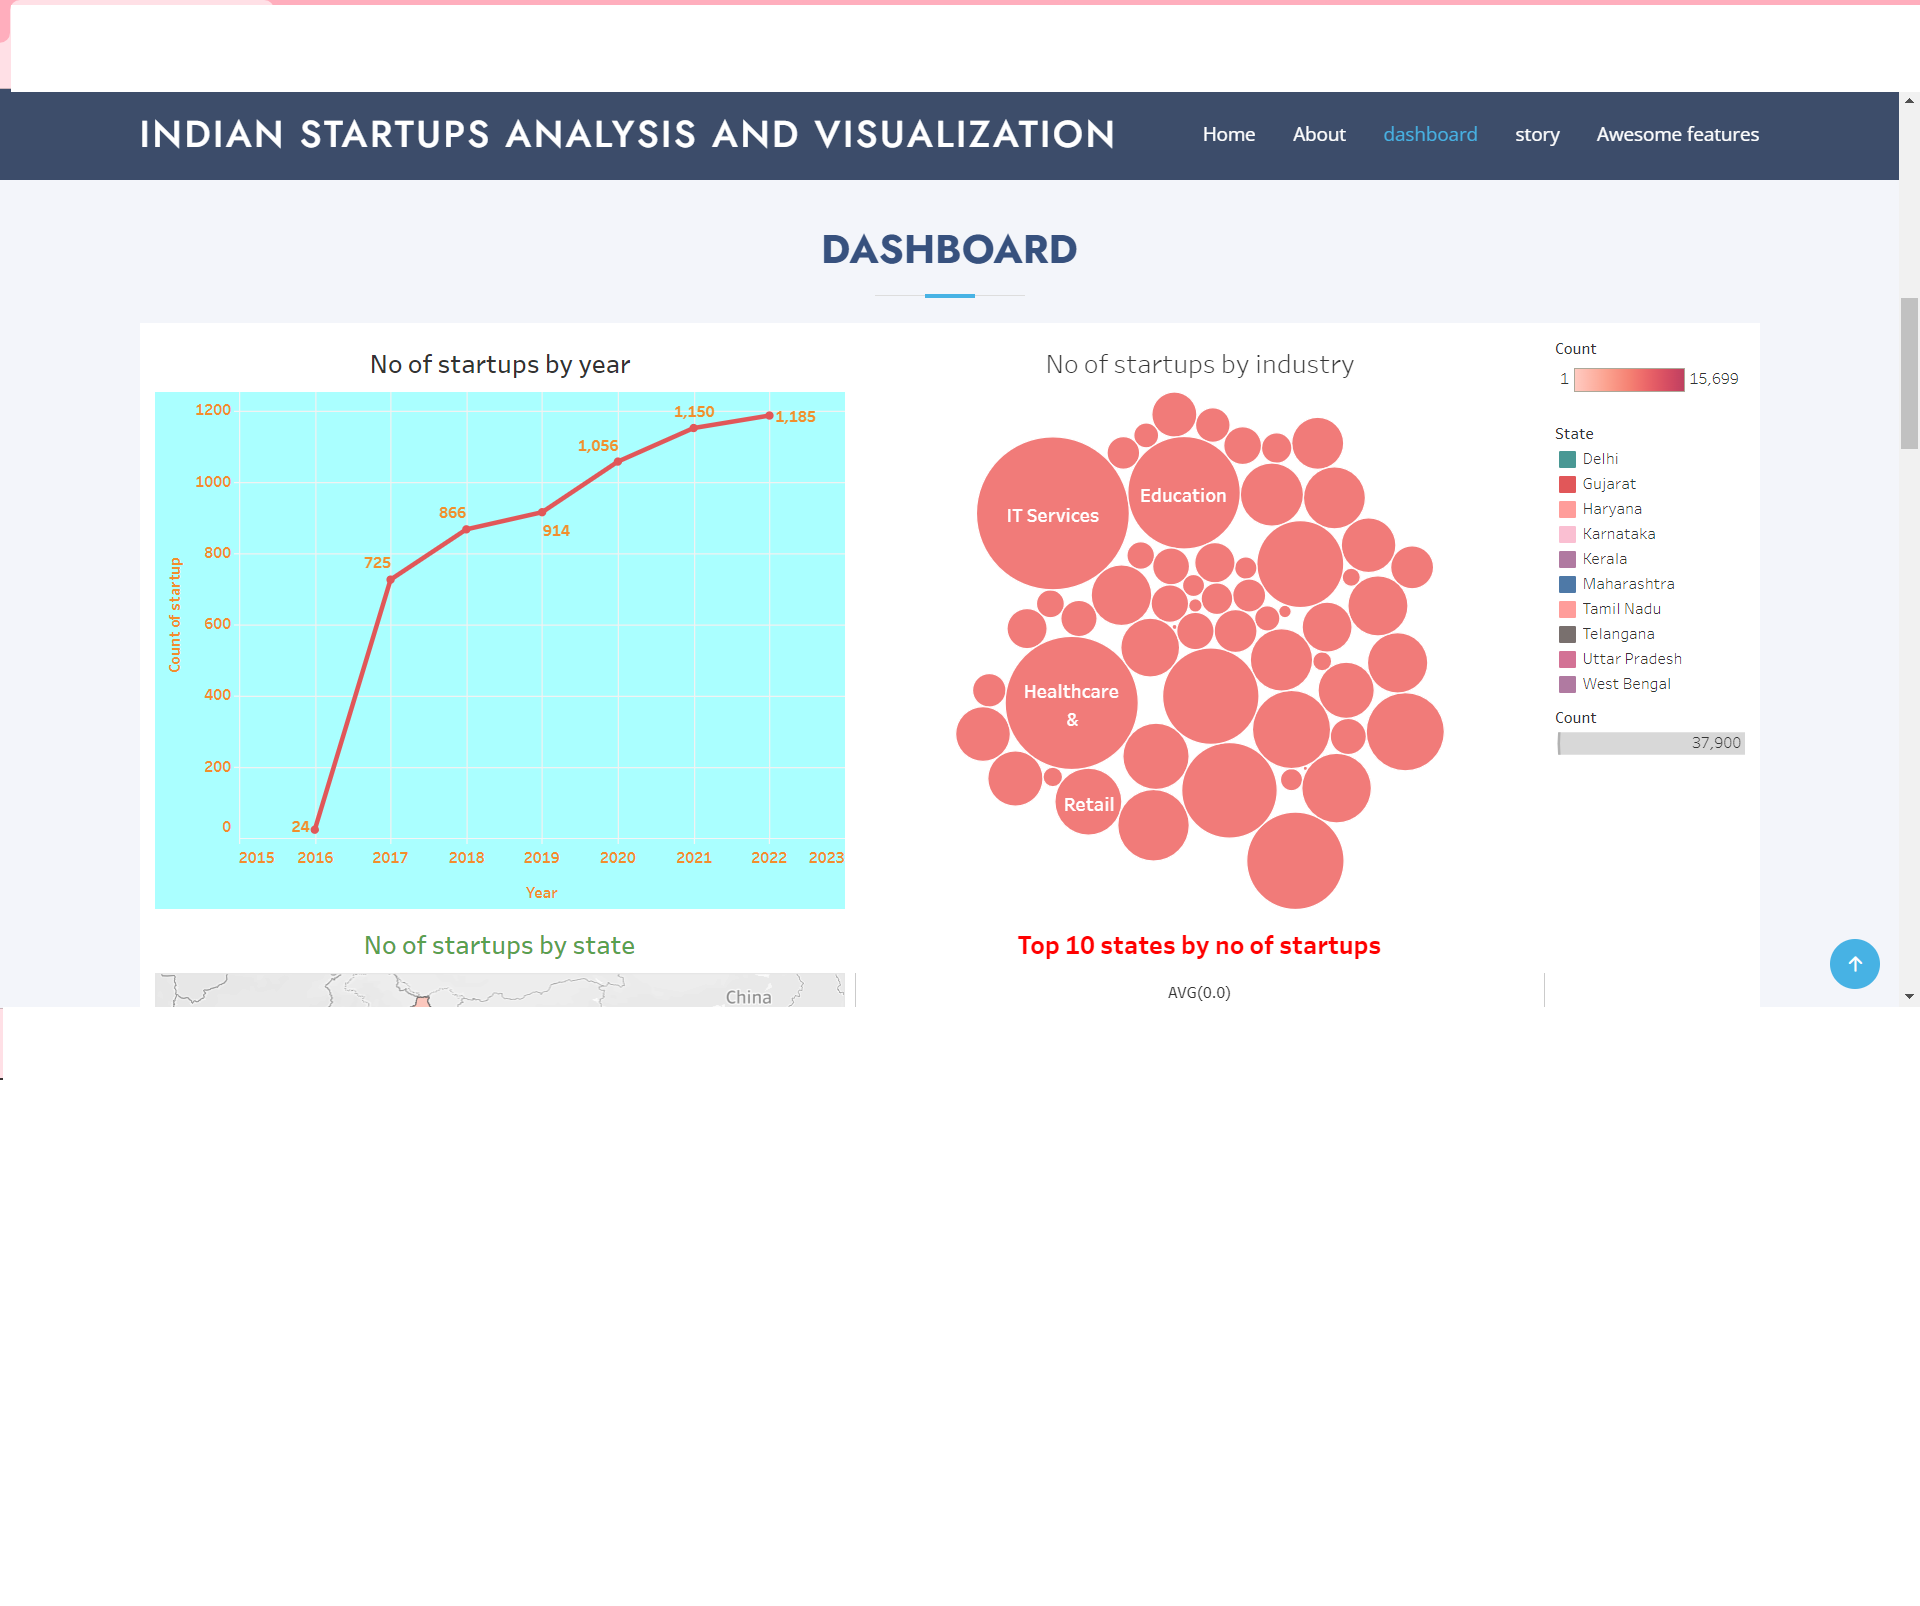 INDIAN STARTUPS ANALYSIS AND VISUALIZATION
Home About dashboard story Awesome features
DASHBOARD
No of startups by year
1200
1000
800
600
400
200
0
Count of startup
24
725
866
914
1,056
1,150
1,185
2015 2016 2017 2018 2019 2020 2021 2022 2023
Year
No of startups by industry
IT Services
Education
Healthcare
&
Retail
Count
1 15,699
State
Delhi
Gujarat
Haryana
Karnataka
Kerala
Maharashtra
Tamil Nadu
Telangana
Uttar Pradesh
West Bengal
Count
37,900
No of startups by state
China
Top 10 states by no of startups
AVG(0.0)